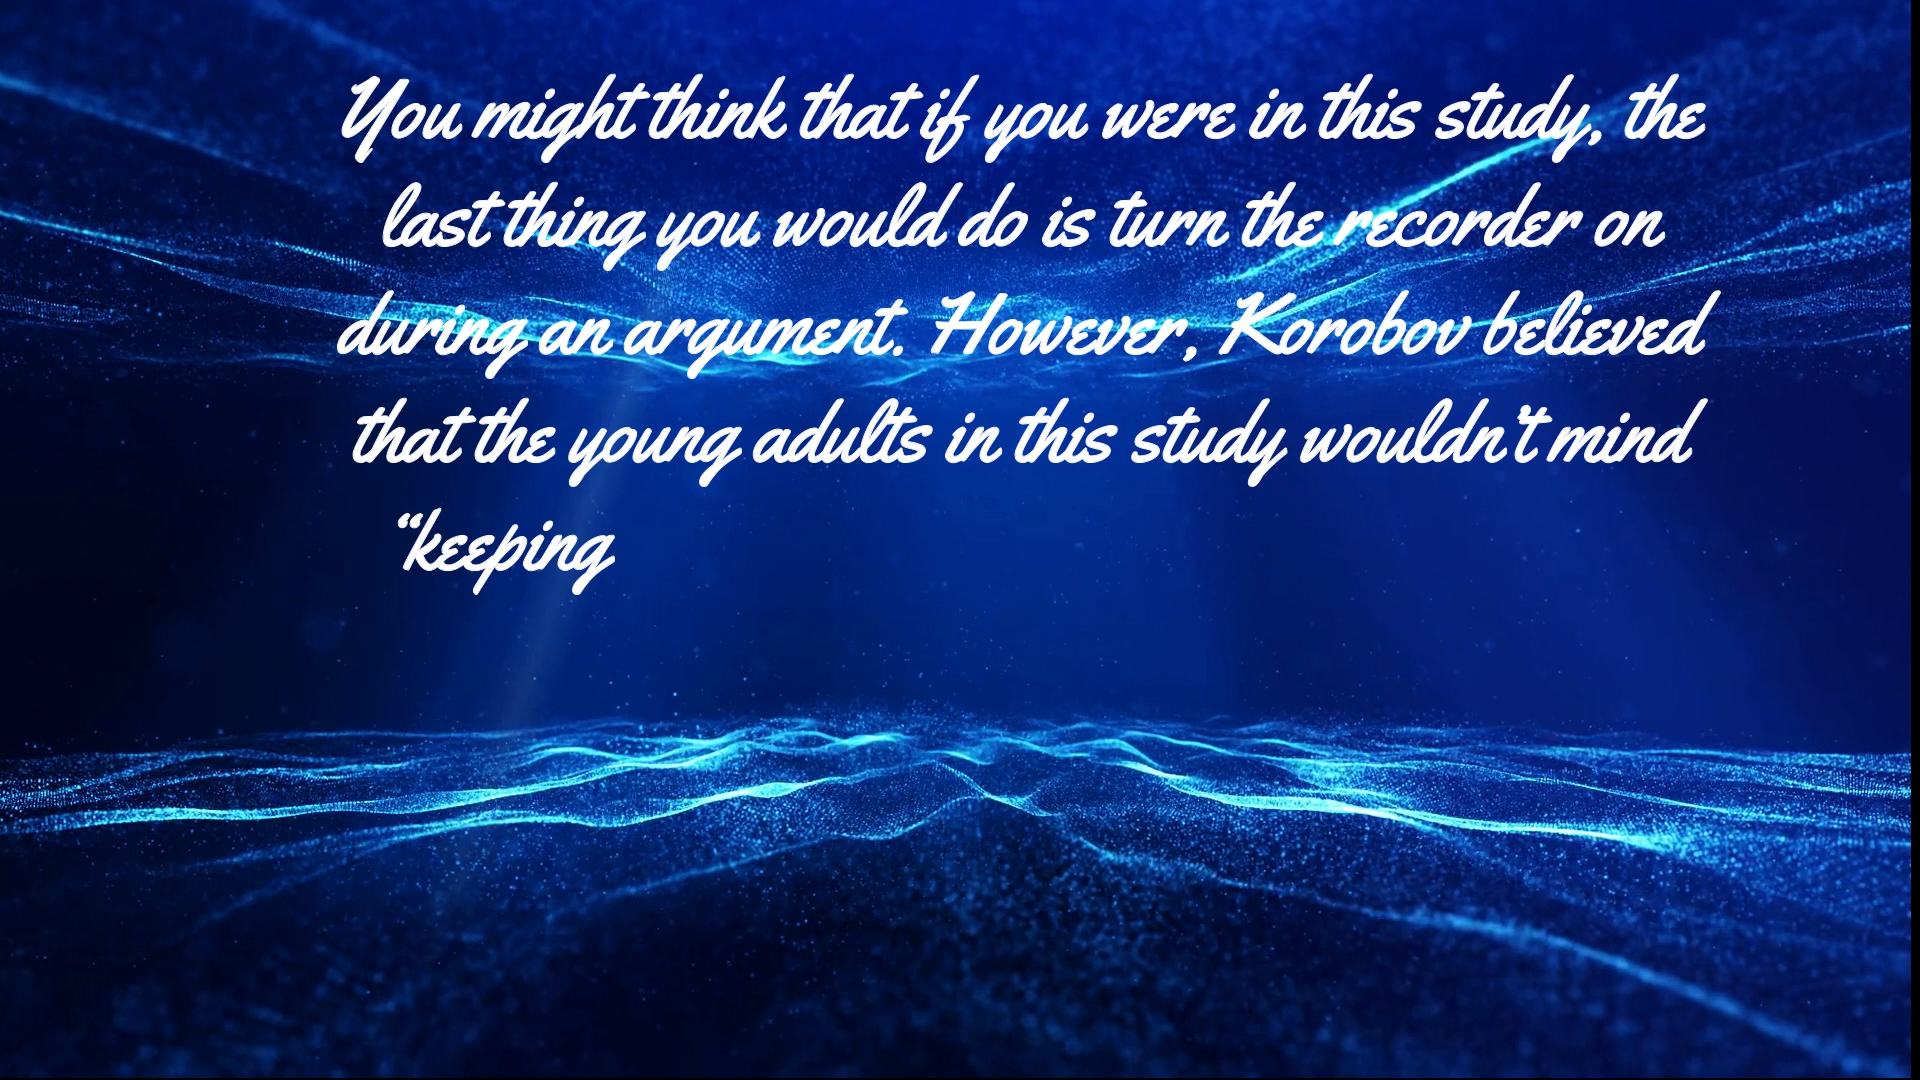 You might think that if you were in this study, the
last thing you would do is turn the recorder on
during an argument. However, Korobov believed
that the young adults in this study wouldn't mind
“keeping